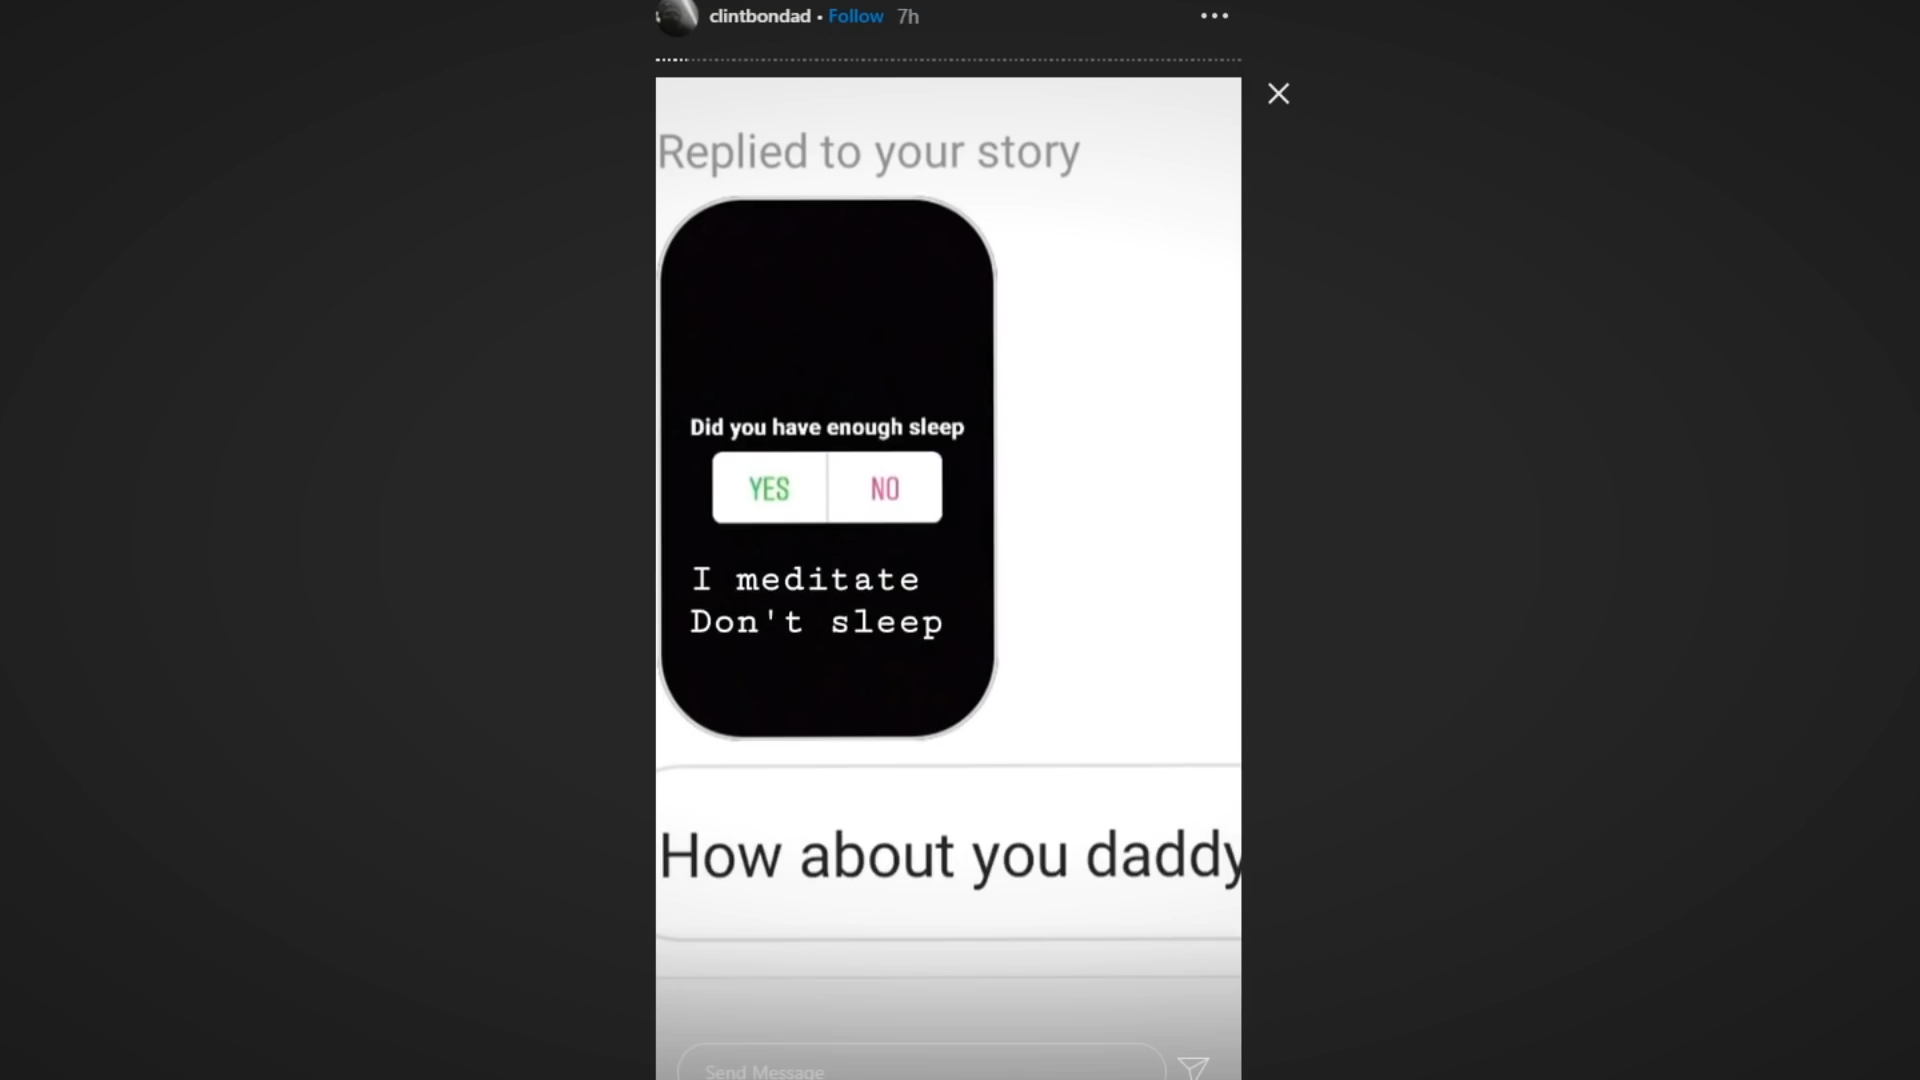 clintbondad • Follow 7h
Replied to your story
Did you have enough sleep
YES NO
I meditate
Don't sleep
How about you daddy
Send Message